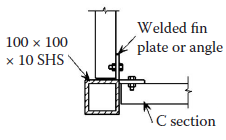 Welded fin
plate or angle
100 × 100
× 10 SHS
C section